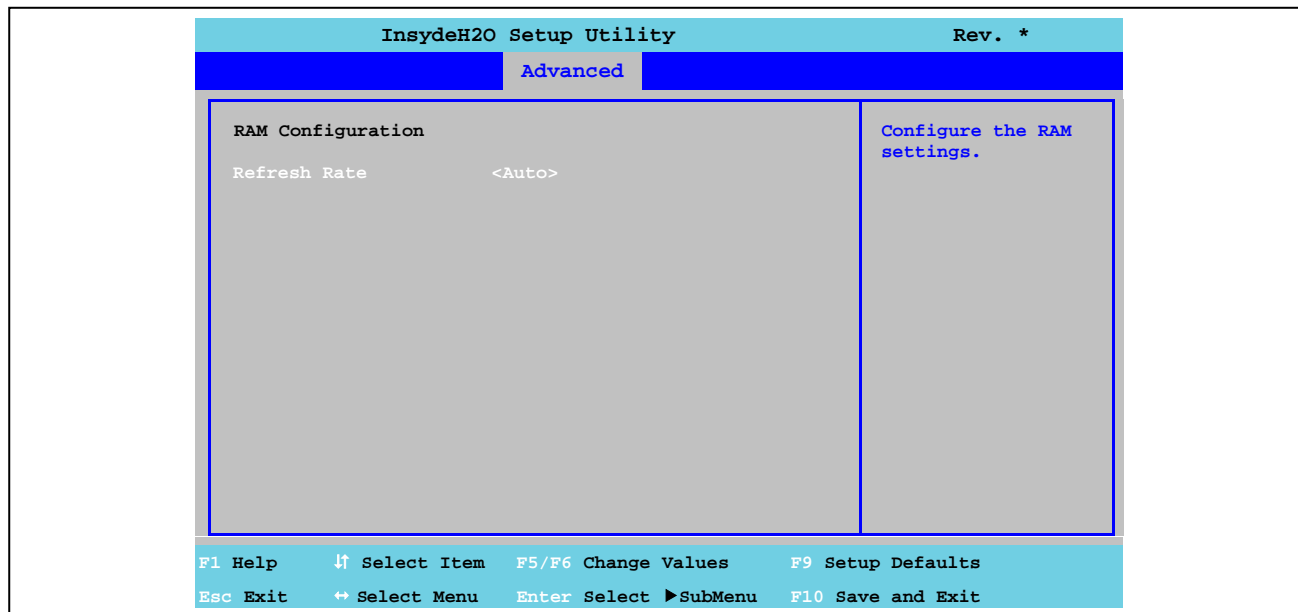 InsydeH2O Setup Utility Rev. *
Advanced
RAM Configuration
Refresh Rate <Auto>
Configure the RAM
settings.
F1 Help ↓↑ Select Item F5/F6 Change Values F9 Setup Defaults
Esc Exit ↔ Select Menu Enter Select ▶SubMenu F10 Save and Exit